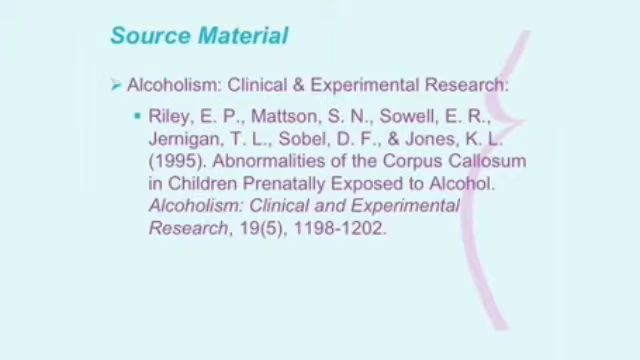 Source Material
Alcoholism: Clinical & Experimental Research:
Riley, E. P., Mattson, S. N., Sowell, E. R.,
Jernigan, T. L., Sobel, D. F., & Jones, K. L.
(1995). Abnormalities of the Corpus Callosum
in Children Prenatally Exposed to Alcohol.
Alcoholism: Clinical and Experimental
Research, 19(5), 1198-1202.